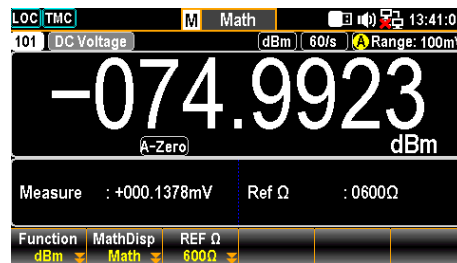 LOC TMC M Math 13:41:0
101 DC Voltage dBm 60/s A Range: 100mV
-074.9923
A-Zero dBm
Measure : +000.1378mV Ref Ω : 0600Ω
Function MathDisp REF Ω
dBm Math 600Ω